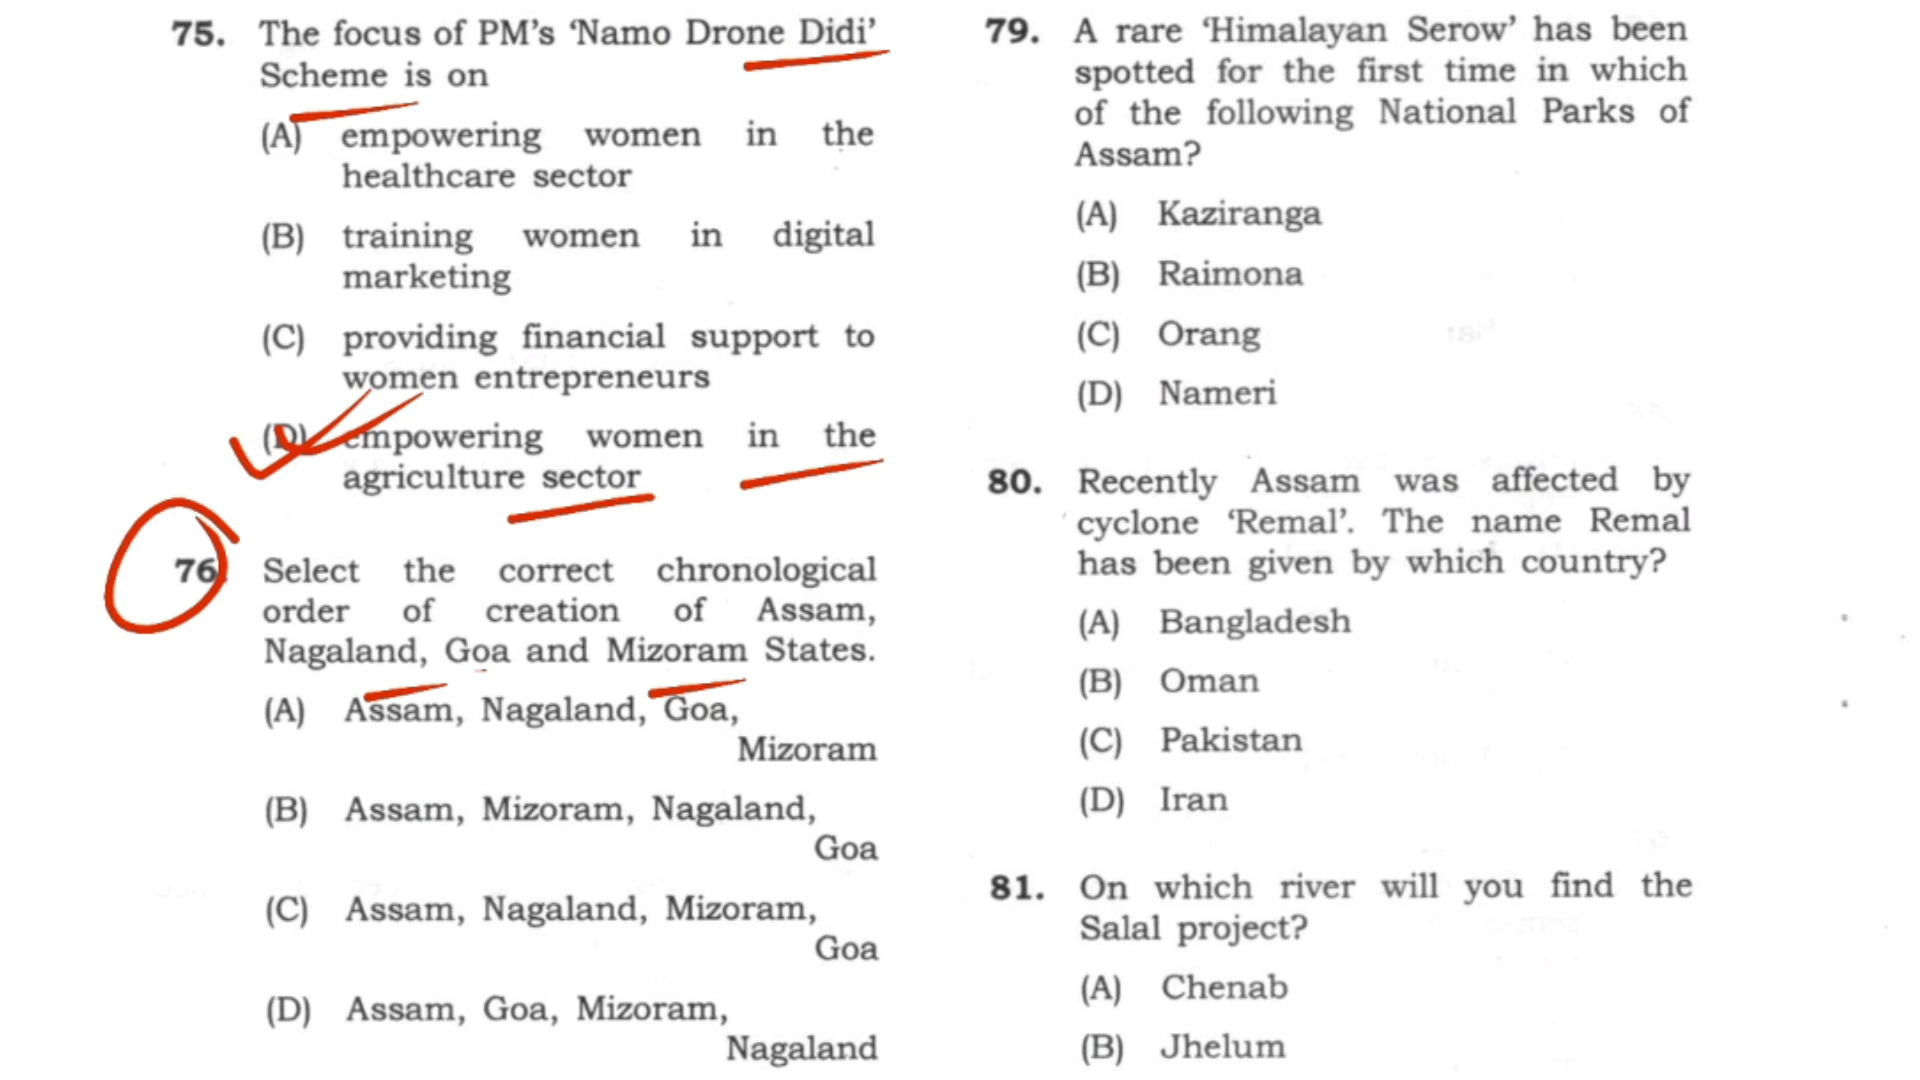 75. The focus of PM's 'Namo Drone Didi'
Scheme is on
(A) empowering women in the
healthcare sector
(B) training women in digital
marketing
(C) providing financial support to
women entrepreneurs
(D) empowering women in the
agriculture sector
76. Select the correct chronological
order of creation of Assam,
Nagaland, Goa and Mizoram States.
(A) Assam, Nagaland, Goa,
Mizoram
(B) Assam, Mizoram, Nagaland,
Goa
(C) Assam, Nagaland, Mizoram,
Goa
(D) Assam, Goa, Mizoram,
Nagaland
79. A rare 'Himalayan Serow' has been
spotted for the first time in which
of the following National Parks of
Assam?
(A) Kaziranga
(B) Raimona
(C) Orang
(D) Nameri
80. Recently Assam was affected by
cyclone 'Remal'. The name Remal
has been given by which country?
(A) Bangladesh
(B) Oman
(C) Pakistan
(D) Iran
81. On which river will you find the
Salal project?
(A) Chenab
(B) Jhelum